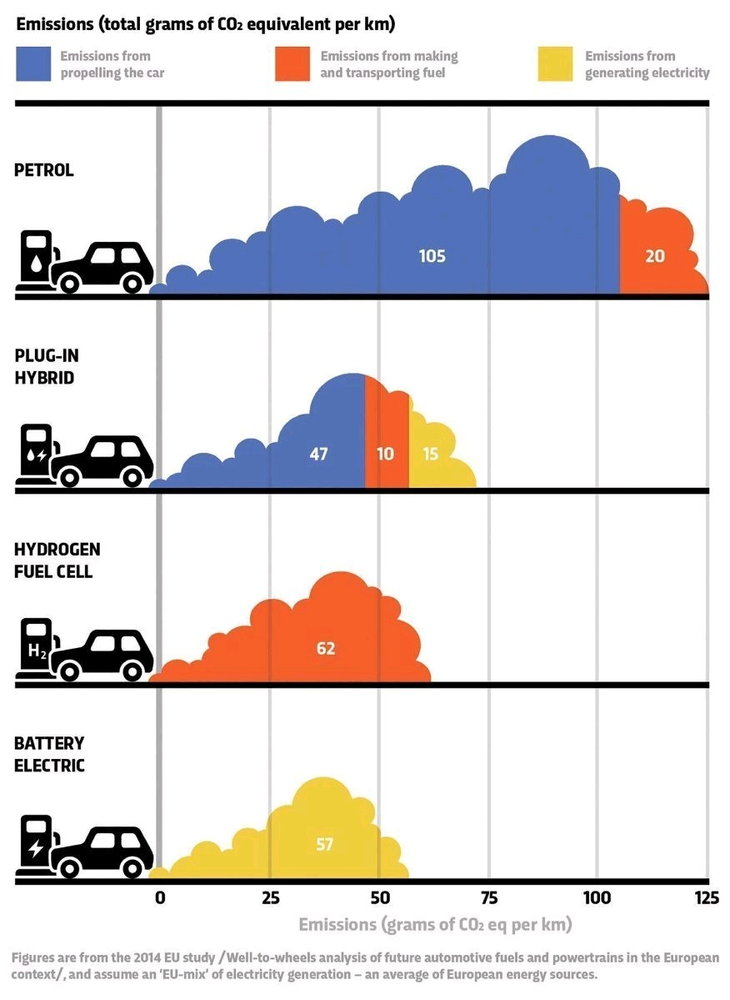 Emissions (total grams of CO₂ equivalent per km)
Emissions from
propelling the car
Emissions from making
and transporting fuel
Emissions from
generating electricity
PETROL
105
20
PLUG-IN
HYBRID
47
10
15
HYDROGEN
FUEL CELL
H₂
62
BATTERY
ELECTRIC
57
0 25 50 75 100 125
Emissions (grams of CO₂ eq per km)
Figures are from the 2014 EU study /Well-to-wheels analysis of future automotive fuels and powertrains in the European
context/, and assume an ‘EU-mix’ of electricity generation – an average of European energy sources.